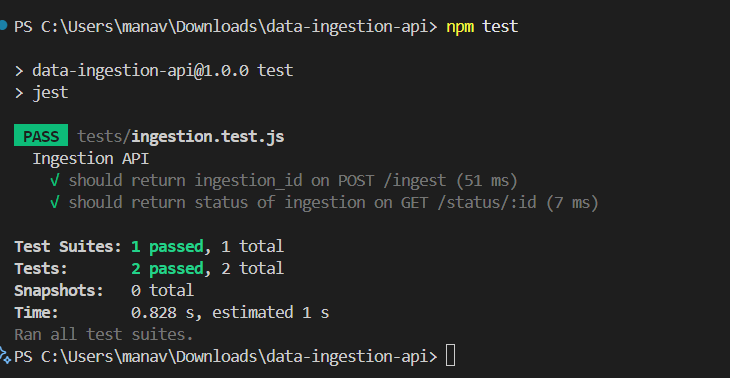 PS C:\Users\manav\Downloads\data-ingestion-api> npm test
> data-ingestion-api@1.0.0 test
> jest
PASS tests/ingestion.test.js
Ingestion API
√ should return ingestion_id on POST /ingest (51 ms)
√ should return status of ingestion on GET /status/:id (7 ms)
Test Suites: 1 passed, 1 total
Tests: 2 passed, 2 total
Snapshots: 0 total
Time: 0.828 s, estimated 1 s
Ran all test suites.
PS C:\Users\manav\Downloads\data-ingestion-api>